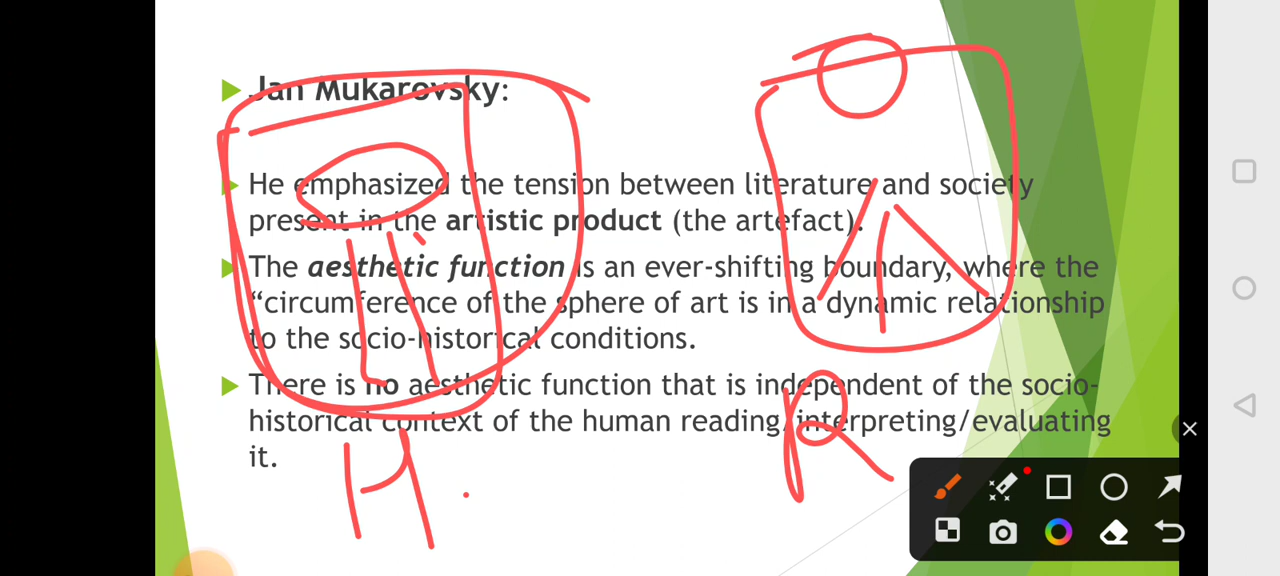 Jan Mukarovsky:
He emphasized the tension between literature and society
present in the artistic product (the artefact).
The aesthetic function is an ever-shifting boundary, where the
“circumference of the sphere of art is in a dynamic relationship
to the socio-historical conditions.
There is no aesthetic function that is independent of the socio-
historical context of the human reading/interpreting/evaluating
it.
H R